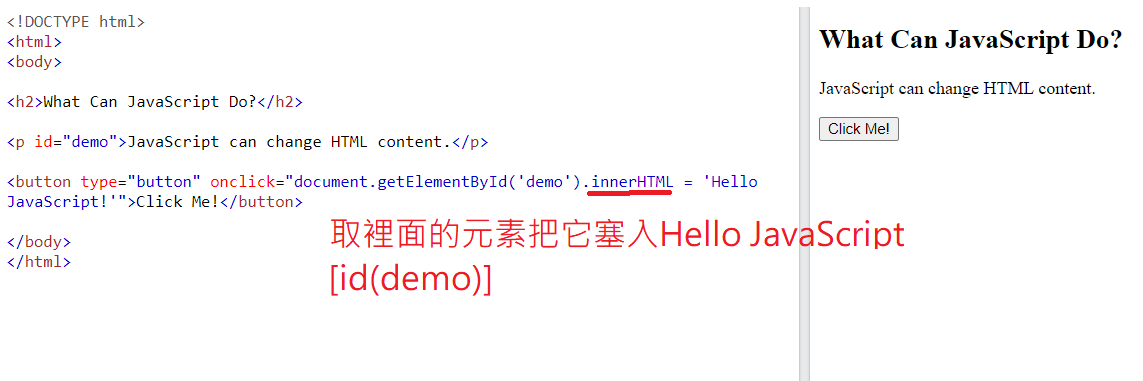 <!DOCTYPE html>
<html>
<body>
<h2>What Can JavaScript Do?</h2>
<p id="demo">JavaScript can change HTML content.</p>
<button type="button" onclick="document.getElementById('demo').innerHTML = 'Hello
JavaScript!'">Click Me!</button>
</body>
</html>
取裡面的元素把它塞入Hello JavaScript
[id(demo)]
What Can JavaScript Do?
JavaScript can change HTML content.
Click Me!